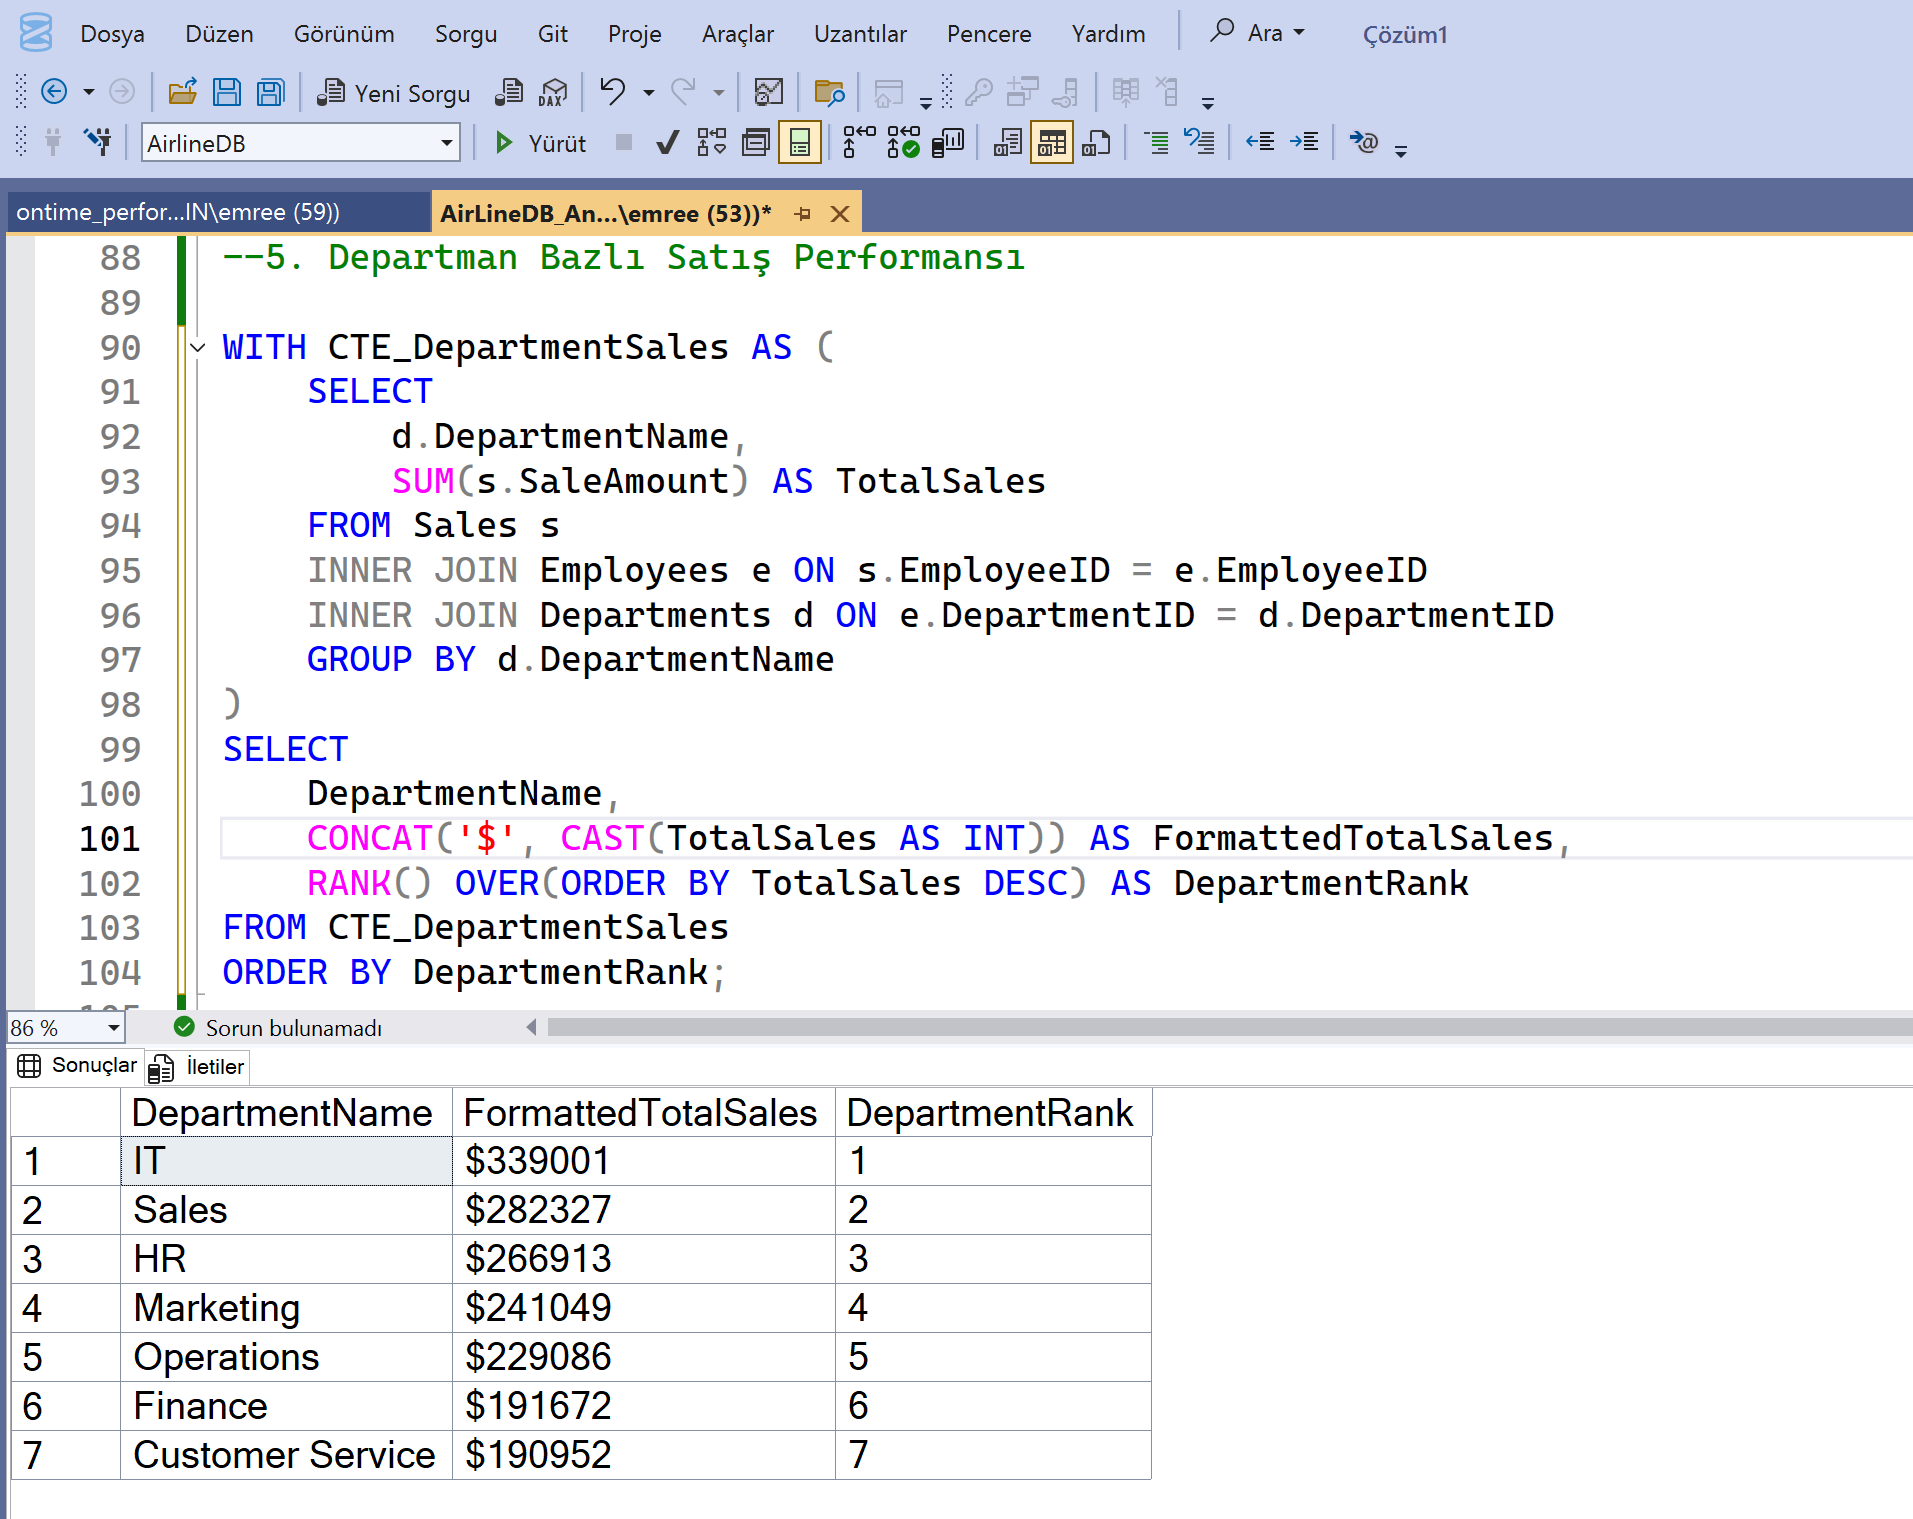 Dosya Düzen Görünüm Sorgu Git Proje Araçlar Uzantılar Pencere Yardım Ara Çözüm1
Yeni Sorgu DAX
AirlineDB Yürüt
ontime_perfor...IN\emree (59)) AirLineDB_An...\emree (53))*
88 --5. Departman Bazlı Satış Performansı
89
90 WITH CTE_DepartmentSales AS (
91 SELECT
92 d.DepartmentName,
93 SUM(s.SaleAmount) AS TotalSales
94 FROM Sales s
95 INNER JOIN Employees e ON s.EmployeeID = e.EmployeeID
96 INNER JOIN Departments d ON e.DepartmentID = d.DepartmentID
97 GROUP BY d.DepartmentName
98 )
99 SELECT
100 DepartmentName,
101 CONCAT('$', CAST(TotalSales AS INT)) AS FormattedTotalSales,
102 RANK() OVER(ORDER BY TotalSales DESC) AS DepartmentRank
103 FROM CTE_DepartmentSales
104 ORDER BY DepartmentRank;
86 % Sorun bulunamadı
Sonuçlar İletiler
DepartmentName FormattedTotalSales DepartmentRank
1 IT $339001 1
2 Sales $282327 2
3 HR $266913 3
4 Marketing $241049 4
5 Operations $229086 5
6 Finance $191672 6
7 Customer Service $190952 7